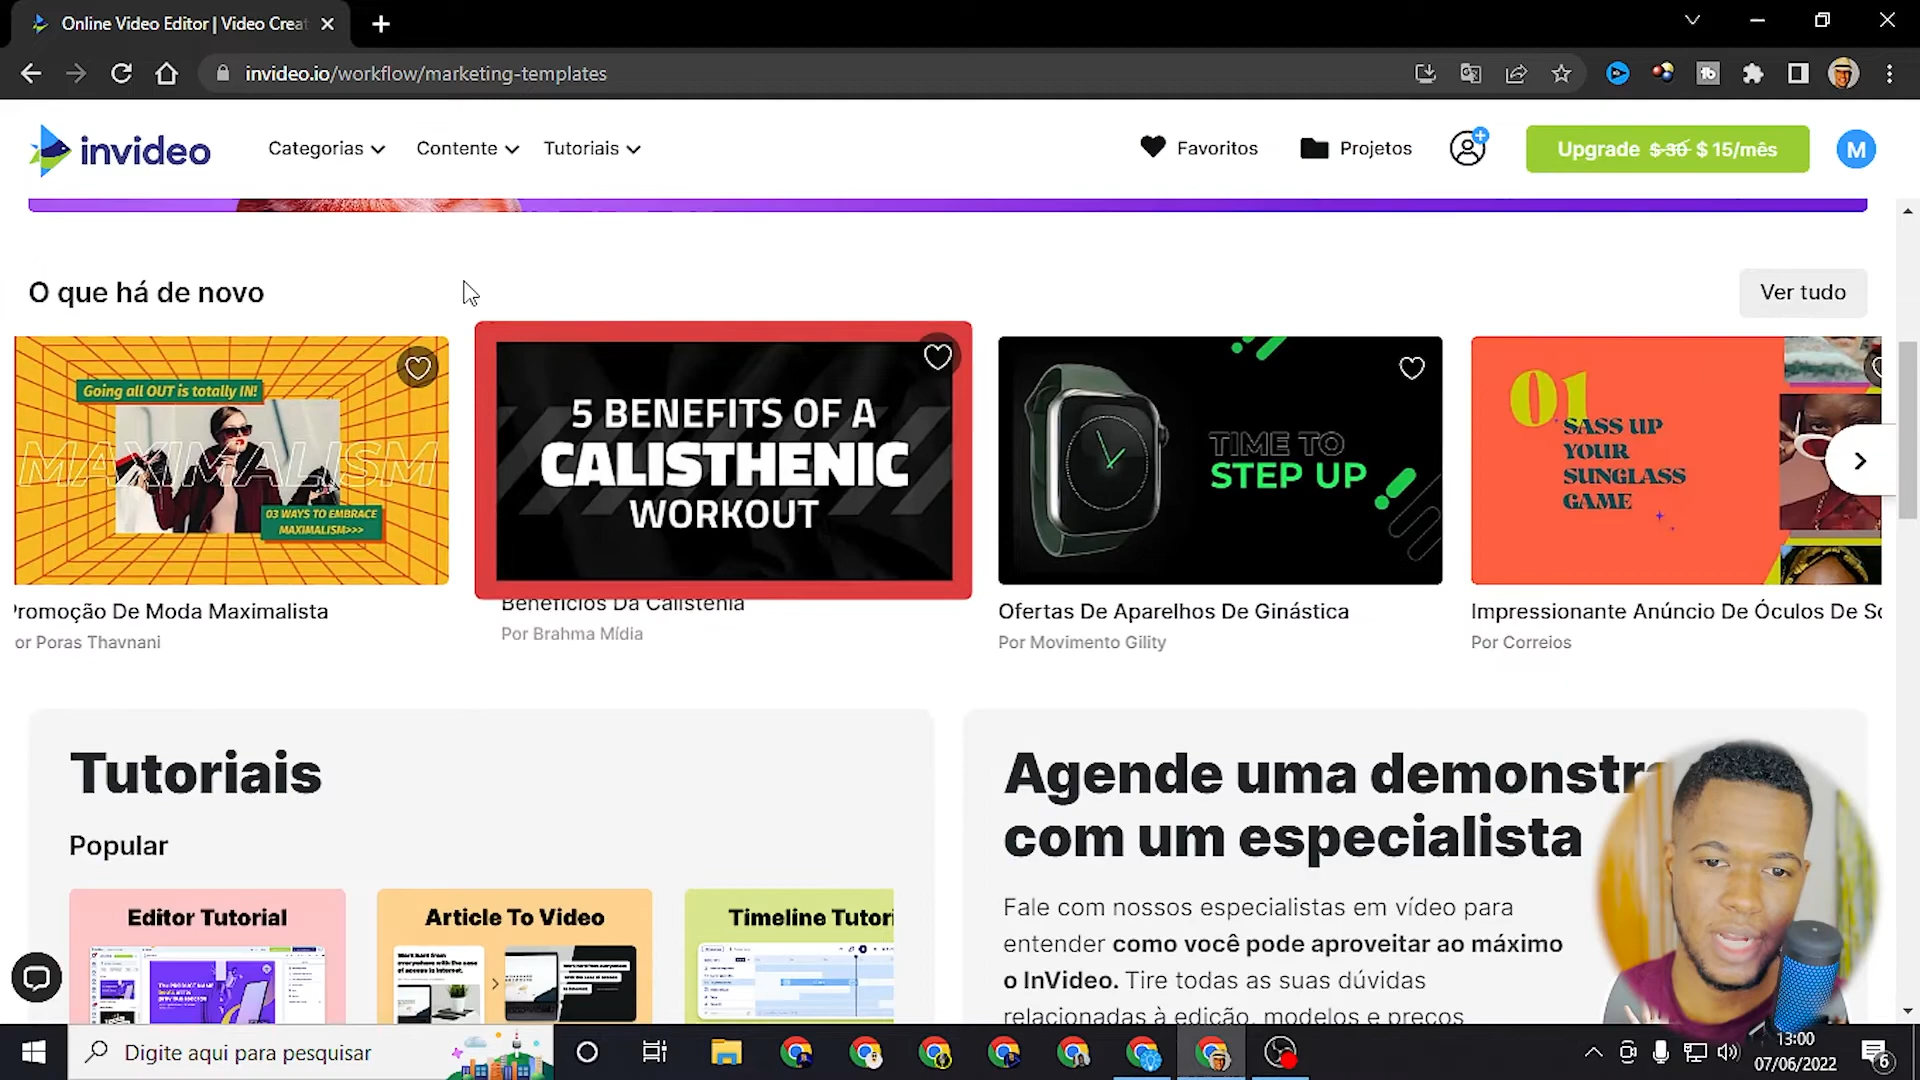 Online Video Editor | Video Creat
invideo.io/workflow/marketing-templates
invideo
Categorias
Contente
Tutoriais
Favoritos
Projetos
Upgrade $ 30 $ 15/mês
M
O que há de novo
Ver tudo
Going all OUT is totally IN!
MAXIMALISM
03 WAYS TO EMBRACE
MAXIMALISM>>>
5 BENEFITS OF A
CALISTHENIC
WORKOUT
TIME TO
STEP UP
01
SASS UP
YOUR
SUNGLASS
GAME
Promoção De Moda Maximalista
or Poras Thavnani
Benefícios Da Calistenia
Por Brahma Mídia
Ofertas De Aparelhos De Ginástica
Por Movimento Gility
Impressionante Anúncio De Óculos De So
Por Correios
Tutoriais
Popular
Editor Tutorial
Article To Video
Timeline Tutori
Agende uma demonstr
com um especialista
Fale com nossos especialistas em vídeo para
entender como você pode aproveitar ao máximo
o InVideo. Tire todas as suas dúvidas
relacionadas à edição, modelos e preços
Digite aqui para pesquisar
13:00
07/06/2022
6